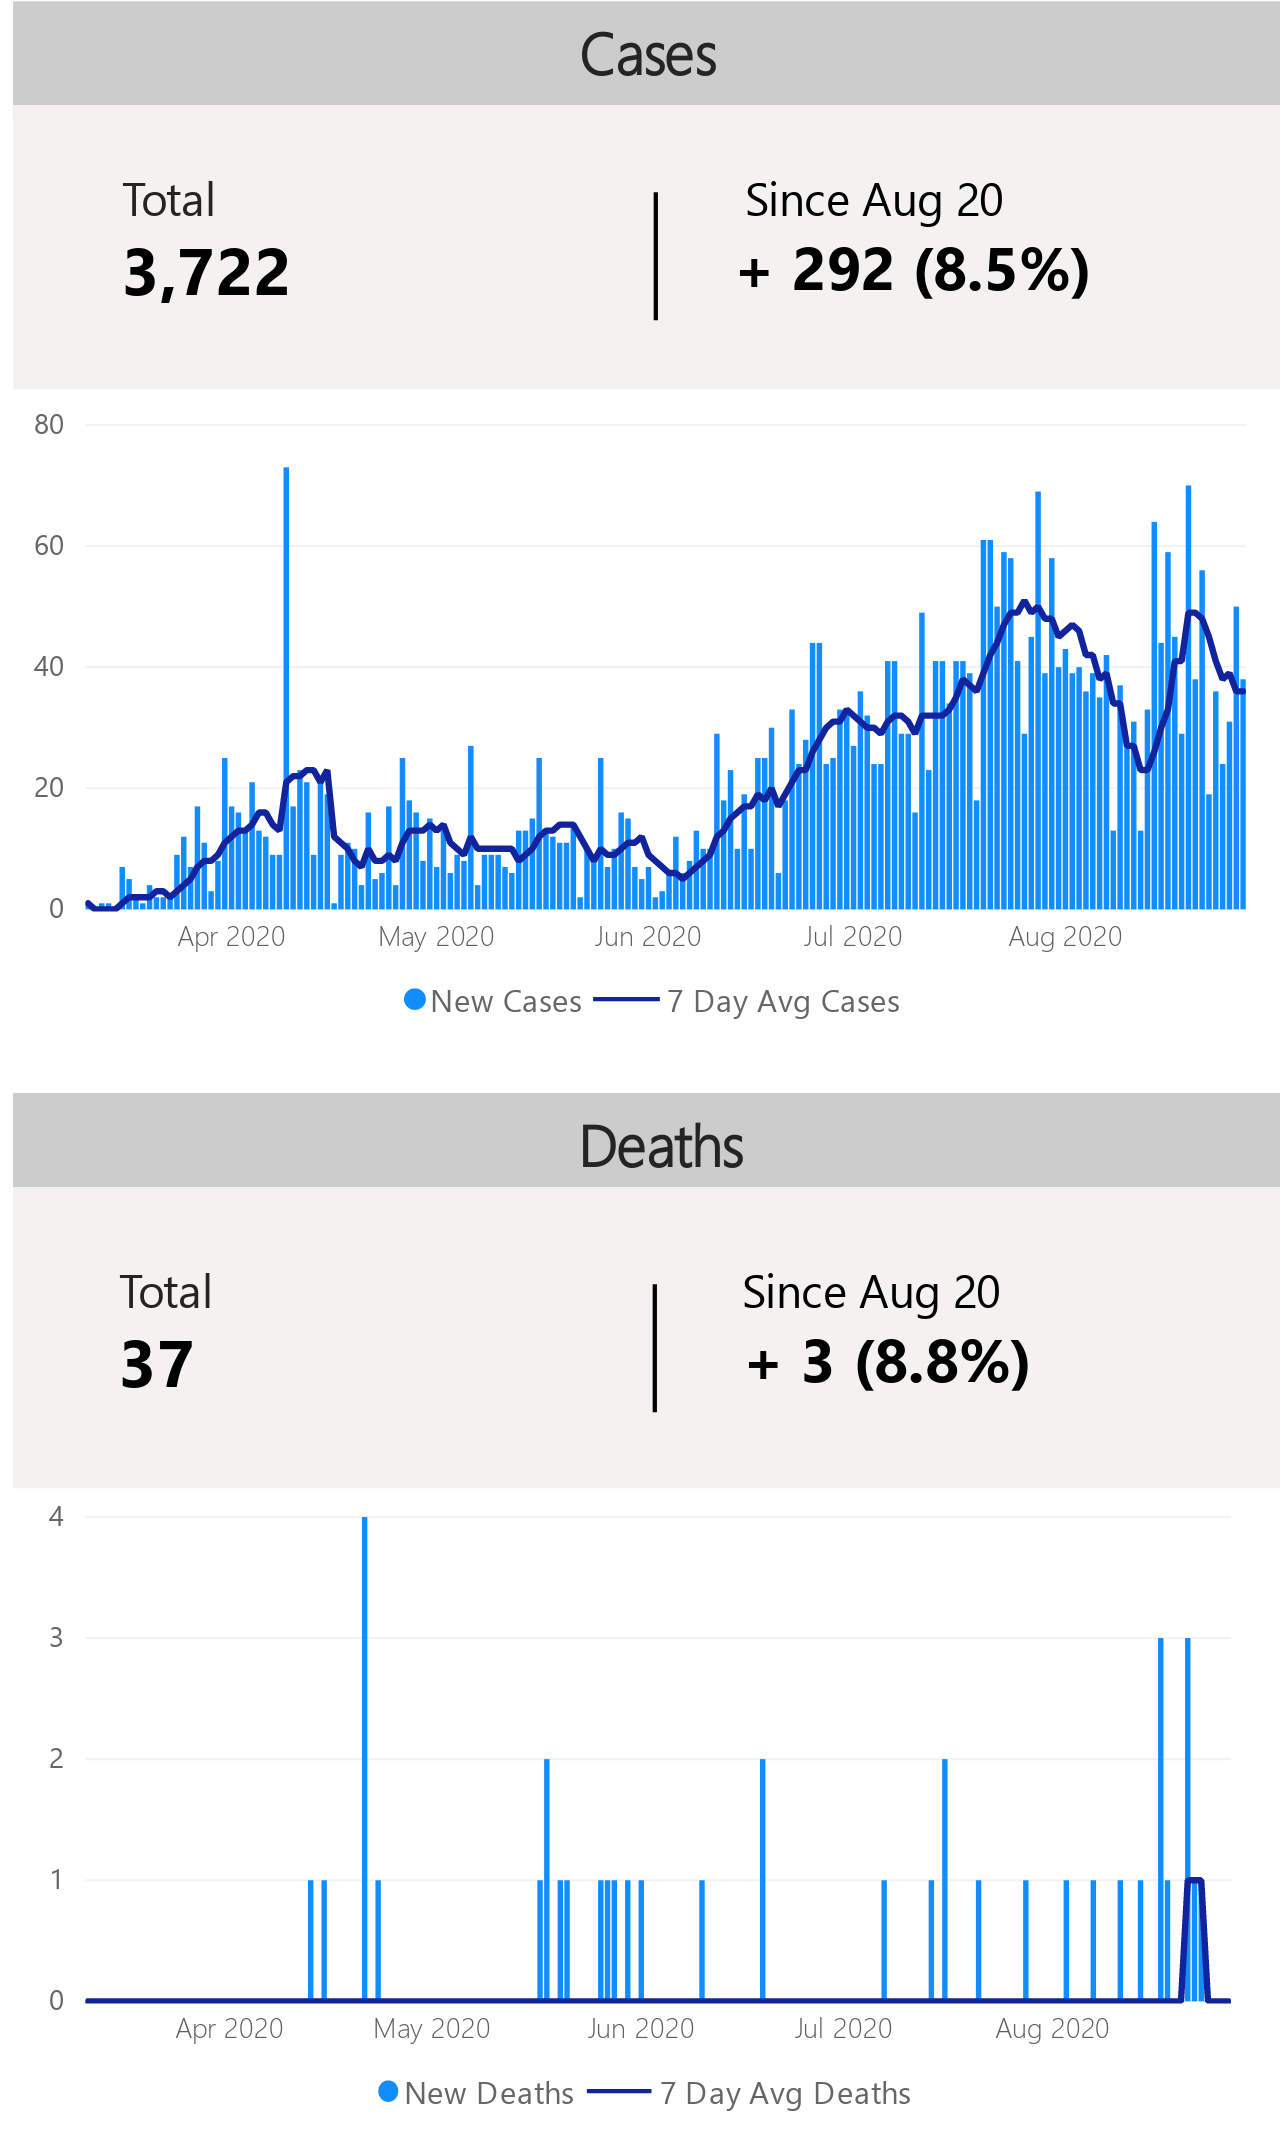 Cases
Total
Since Aug 20
3,722
+ 292 (8.5%)
80
60
40
20
0
Apr 2020
May 2020
Jun 2020
Jul 2020
Aug 2020
New Cases
7 Day Avg Cases
Deaths
Total
Since Aug 20
37
+ 3 (8.8%)
4
3
2
1
0
Apr 2020
May 2020
Jun 2020
Jul 2020
Aug 2020
New Deaths
7 Day Avg Deaths